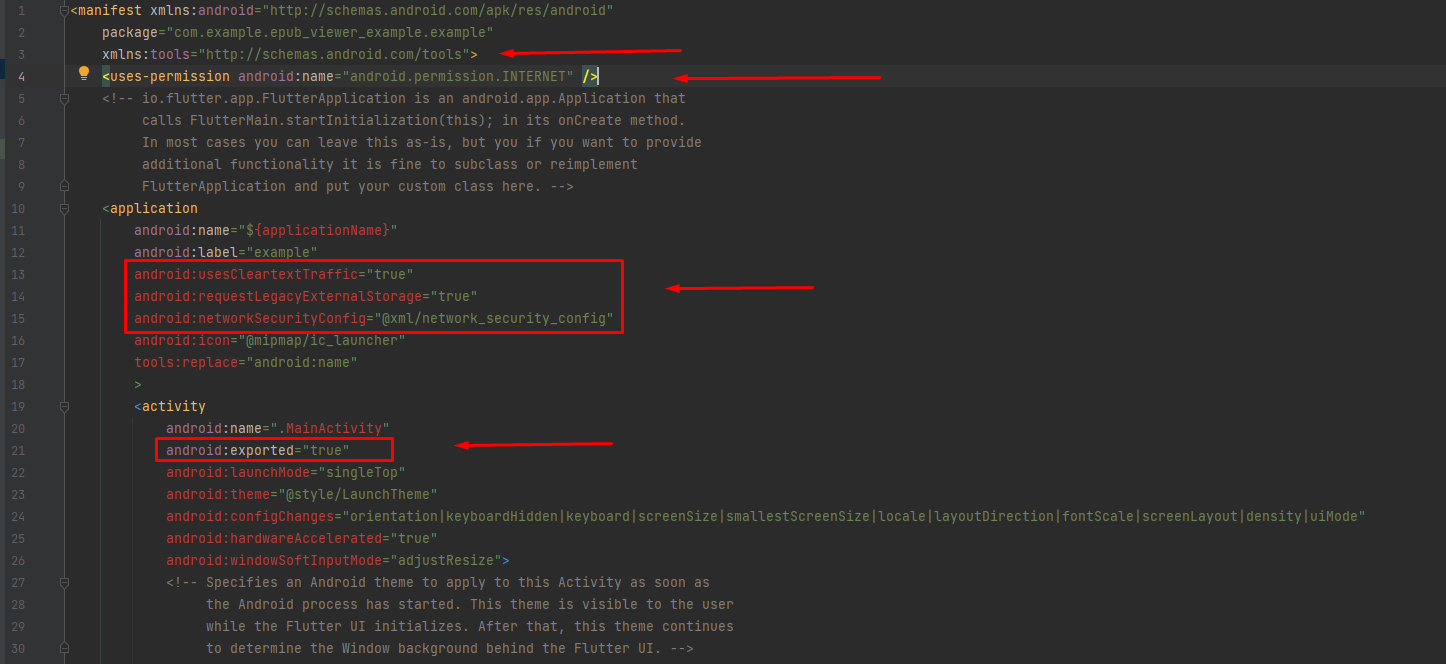 1 <manifest xmlns:android="http://schemas.android.com/apk/res/android"
2 package="com.example.epub_viewer_example.example"
3 xmlns:tools="http://schemas.android.com/tools">
4 <uses-permission android:name="android.permission.INTERNET" />
5 <!-- io.flutter.app.FlutterApplication is an android.app.Application that
6 calls FlutterMain.startInitialization(this); in its onCreate method.
7 In most cases you can leave this as-is, but you if you want to provide
8 additional functionality it is fine to subclass or reimplement
9 FlutterApplication and put your custom class here. -->
10 <application
11 android:name="${applicationName}"
12 android:label="example"
13 android:usesCleartextTraffic="true"
14 android:requestLegacyExternalStorage="true"
15 android:networkSecurityConfig="@xml/network_security_config"
16 android:icon="@mipmap/ic_launcher"
17 tools:replace="android:name"
18 >
19 <activity
20 android:name=".MainActivity"
21 android:exported="true"
22 android:launchMode="singleTop"
23 android:theme="@style/LaunchTheme"
24 android:configChanges="orientation|keyboardHidden|keyboard|screenSize|smallestScreenSize|locale|layoutDirection|fontScale|screenLayout|density|uiMode"
25 android:hardwareAccelerated="true"
26 android:windowSoftInputMode="adjustResize">
27 <!-- Specifies an Android theme to apply to this Activity as soon as
28 the Android process has started. This theme is visible to the user
29 while the Flutter UI initializes. After that, this theme continues
30 to determine the Window background behind the Flutter UI. -->